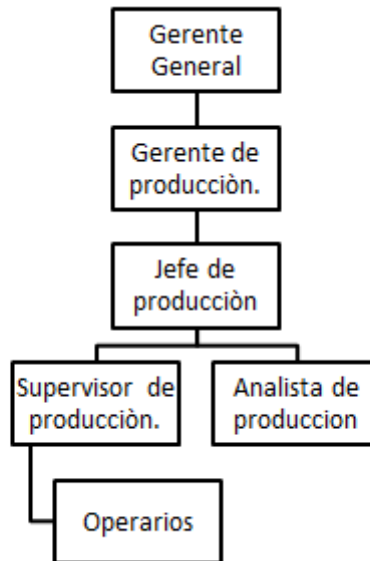 Gerente
General
Gerente de
producciòn.
Jefe de
producciòn
Supervisor de
producciòn.
Analista de
produccion
Operarios